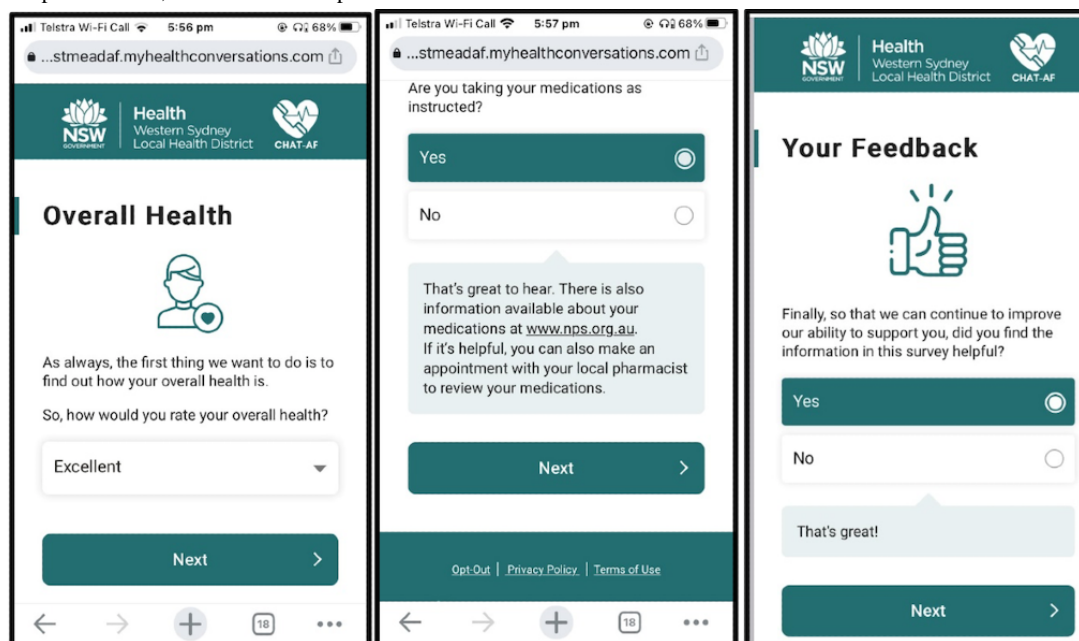 Telstra Wi-Fi Call 5:56 pm 68%
...stmeadaf.myhealthconversations.com
NSW
GOVERNMENT
Health
Western Sydney
Local Health District
CHAT-AF
Overall Health
As always, the first thing we want to do is to
find out how your overall health is.
So, how would you rate your overall health?
Excellent
Next
18
Telstra Wi-Fi Call 5:57 pm 68%
...stmeadaf.myhealthconversations.com
Are you taking your medications as
instructed?
Yes
No
That's great to hear. There is also
information available about your
medications at www.nps.org.au.
If it's helpful, you can also make an
appointment with your local pharmacist
to review your medications.
Next
Opt-Out | Privacy Policy | Terms of Use
18
NSW
GOVERNMENT
Health
Western Sydney
Local Health District
CHAT-AF
Your Feedback
Finally, so that we can continue to improve
our ability to support you, did you find the
information in this survey helpful?
Yes
No
That's great!
Next